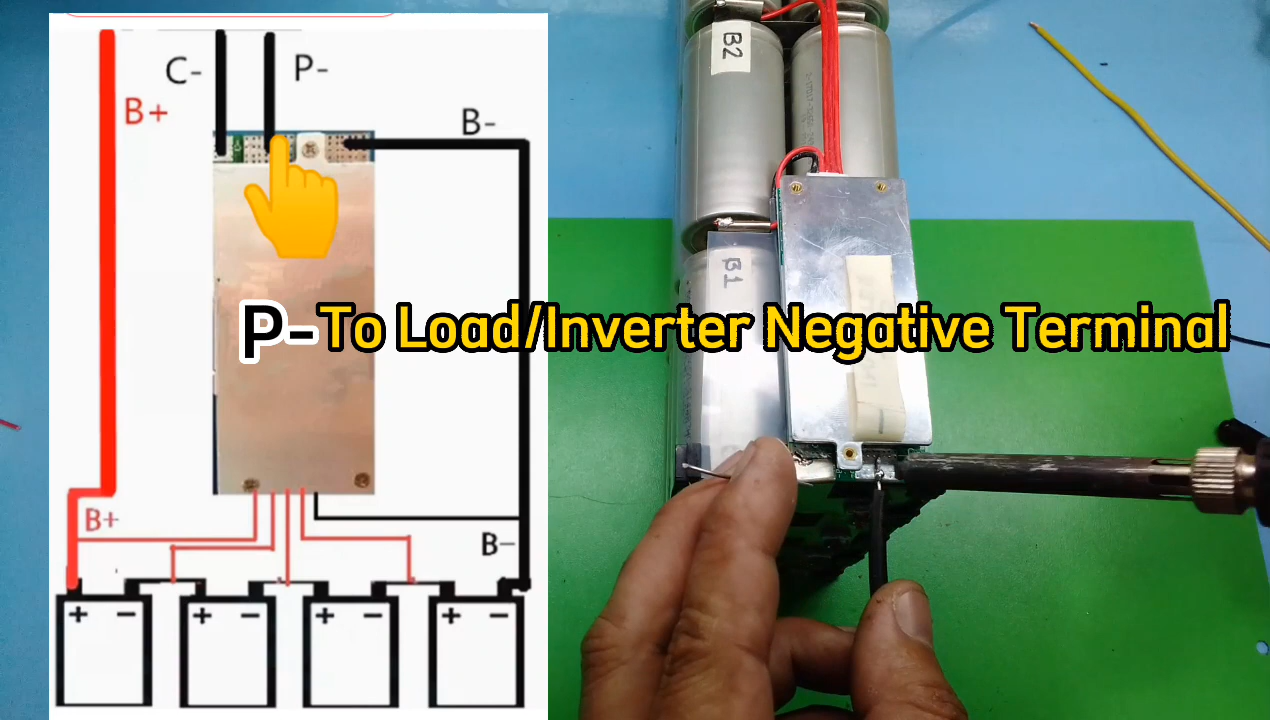 C-
P-
B+
B-
P-To Load/Inverter Negative Terminal
B+
B-
+ - + - + - + -
B2
B1